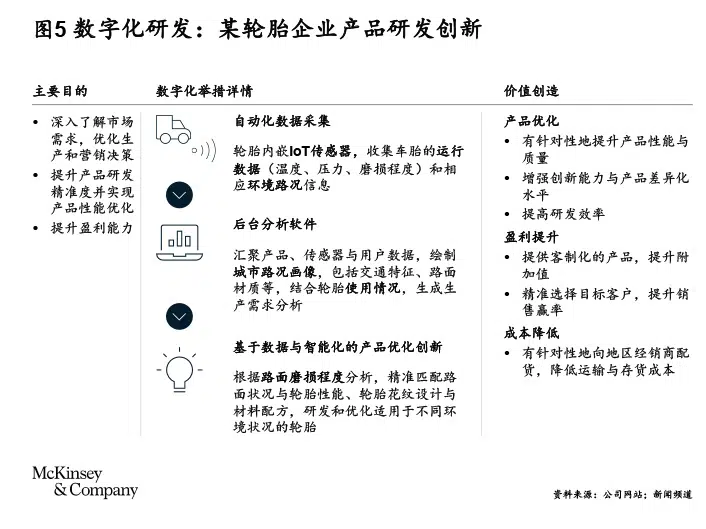 图5 数字化研发：某轮胎企业产品研发创新
主要目的
• 深入了解市场
需求，优化生
产和营销决策
• 提升产品研发
精准度并实现
产品性能优化
• 提升盈利能力
数字化举措详情
自动化数据采集
轮胎内嵌IoT传感器，收集车胎的运行
数据（温度、压力、磨损程度）和相
应环境路况信息
后台分析软件
汇聚产品、传感器与用户数据，绘制
城市路况画像，包括交通特征、路面
材质等，结合轮胎使用情况，生成生
产需求分析
基于数据与智能化的产品优化创新
根据路面磨损程度分析，精准匹配路
面状况与轮胎性能、轮胎花纹设计与
材料配方，研发和优化适用于不同环
境状况的轮胎
价值创造
产品优化
• 有针对性地提升产品性能与
质量
• 增强创新能力与产品差异化
水平
• 提高研发效率
盈利提升
• 提供客制化的产品，提升附
加值
• 精准选择目标客户，提升销
售赢率
成本降低
• 有针对性地向地区经销商配
货，降低运输与存货成本
McKinsey
& Company
资料来源：公司网站；新闻频道